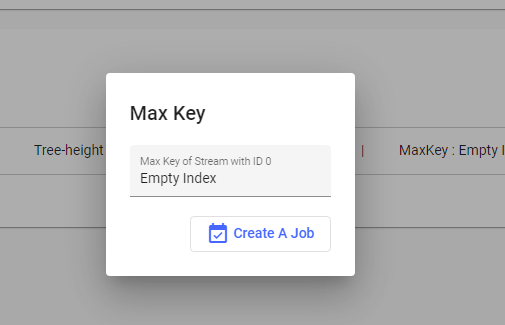 Max Key
Tree-height
Max Key of Stream with ID 0
Empty Index
|
MaxKey : Empty I
Create A Job